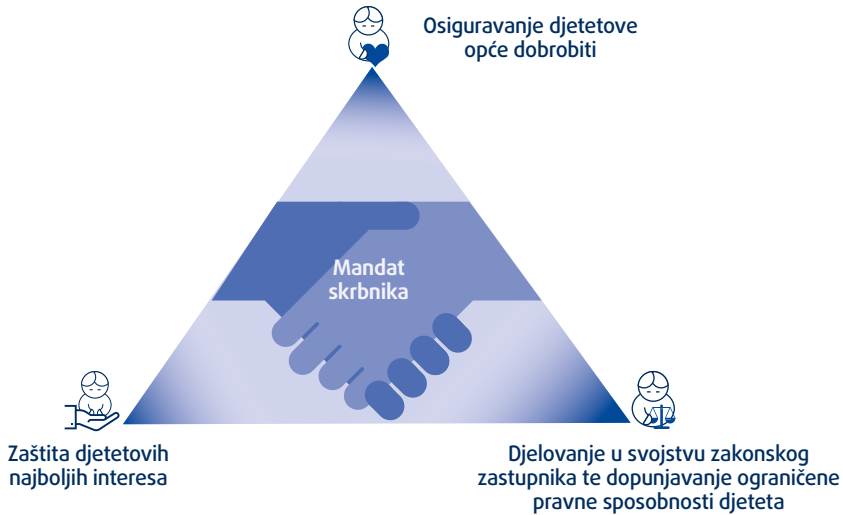 Osiguravanje djetetove
opće dobrobiti
Mandat
skrbnika
Zaštita djetetovih
najboljih interesa
Djelovanje u svojstvu zakonskog
zastupnika te dopunjavanje ograničene
pravne sposobnosti djeteta